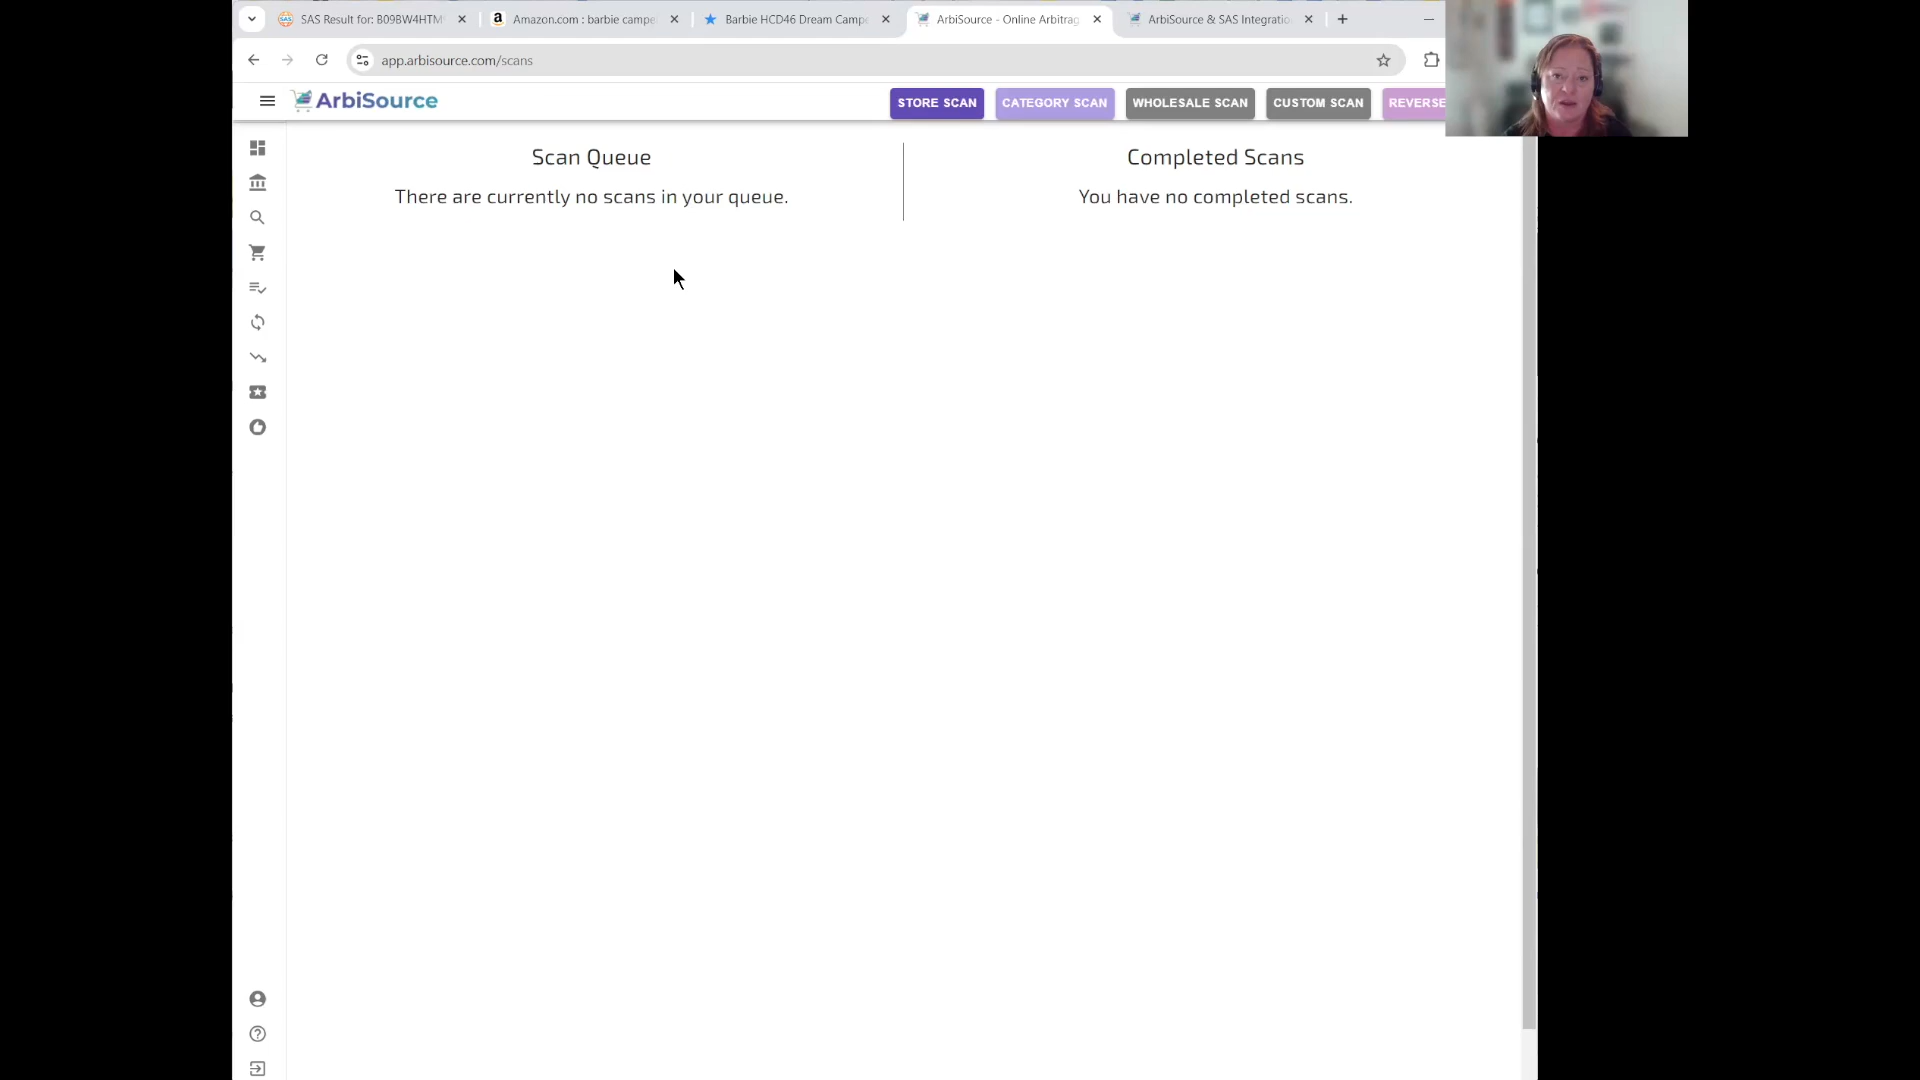 SAS Result for: B09BW4HTM
Amazon.com : barbie campe
Barbie HCD46 Dream Camp
ArbiSource - Online Arbitrag
ArbiSource & SAS Integratio
app.arbisource.com/scans
ArbiSource
STORE SCAN
CATEGORY SCAN
WHOLESALE SCAN
CUSTOM SCAN
REVERSE
Scan Queue
There are currently no scans in your queue.
Completed Scans
You have no completed scans.